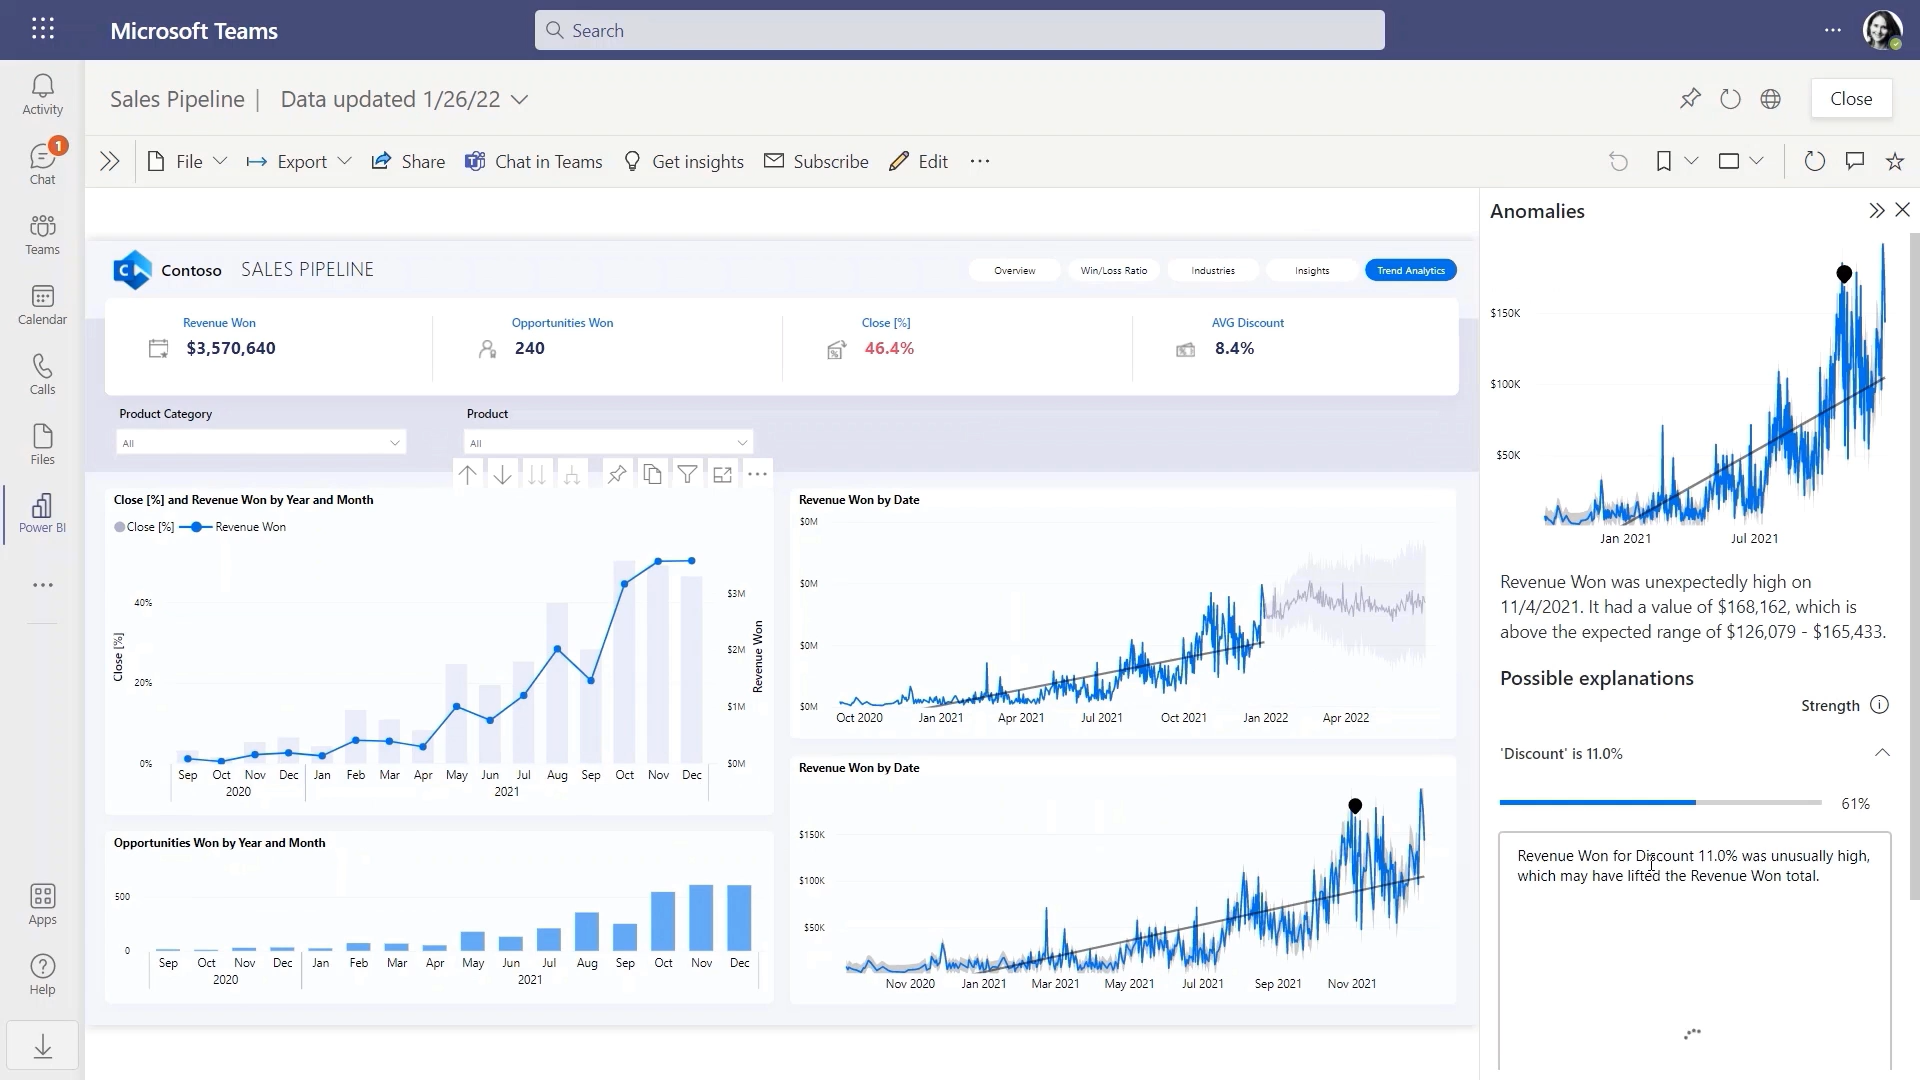 Microsoft Teams
Search
Activity
1
Chat
Teams
Calendar
Calls
Files
Power BI
Apps
Help
Sales Pipeline | Data updated 1/26/22
Close
File Export Share Chat in Teams Get insights Subscribe Edit
Contoso SALES PIPELINE
Overview Win/Loss Ratio Industries Insights Trend Analytics
Revenue Won Opportunities Won Close [%] AVG Discount
$3,570,640 240 46.4% 8.4%
Product Category Product
All All
Close [%] and Revenue Won by Year and Month
Close [%] Revenue Won
40%
20%
0%
Close [%]
$3M
$2M
$1M
$0M
Revenue Won
Sep Oct Nov Dec Jan Feb Mar Apr May Jun Jul Aug Sep Oct Nov Dec
2020 2021
Opportunities Won by Year and Month
500
0
Sep Oct Nov Dec Jan Feb Mar Apr May Jun Jul Aug Sep Oct Nov Dec
2020 2021
Revenue Won by Date
$0M
$0M
$0M
$0M
Oct 2020 Jan 2021 Apr 2021 Jul 2021 Oct 2021 Jan 2022 Apr 2022
Revenue Won by Date
$150K
$100K
$50K
Nov 2020 Jan 2021 Mar 2021 May 2021 Jul 2021 Sep 2021 Nov 2021
Anomalies
$150K
$100K
$50K
Jan 2021 Jul 2021
Revenue Won was unexpectedly high on
11/4/2021. It had a value of $168,162, which is
above the expected range of $126,079 - $165,433.
Possible explanations
Strength
'Discount' is 11.0%
61%
Revenue Won for Discount 11.0% was unusually high,
which may have lifted the Revenue Won total.